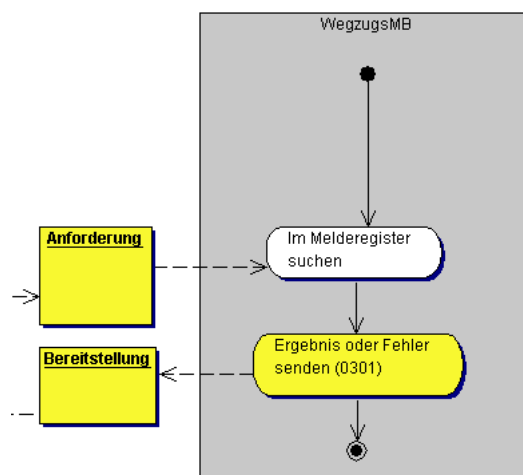 WegzugsMB
Anforderung
Im Melderegister
suchen
Bereitstellung
Ergebnis oder Fehler
senden (0301)